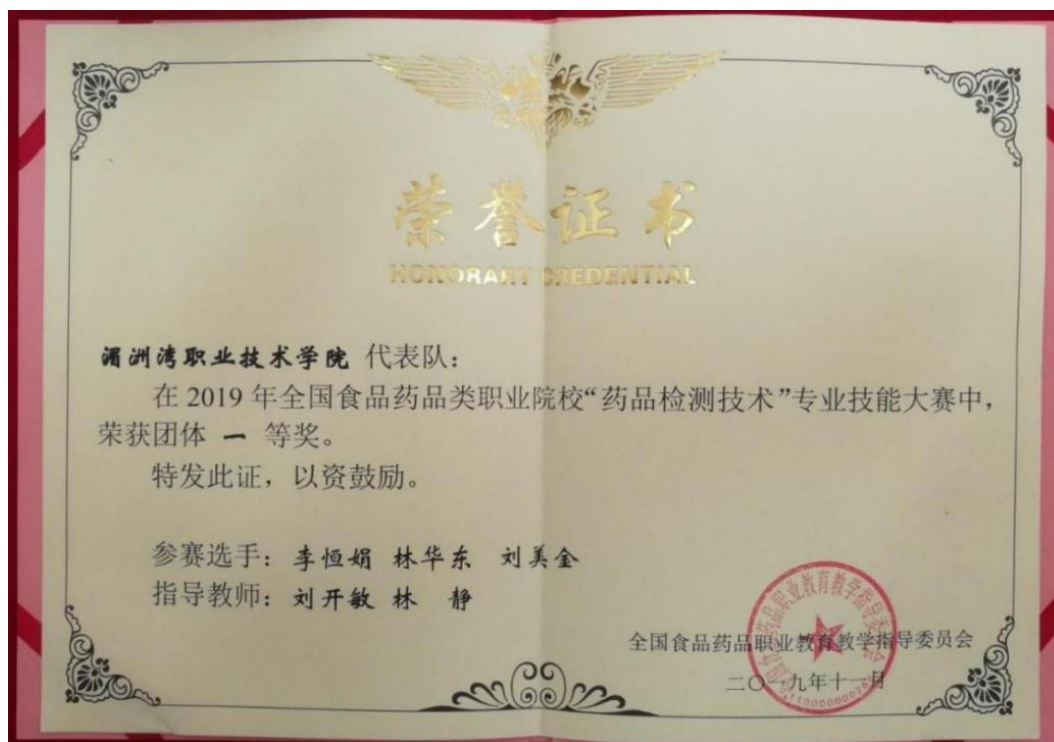 荣誉证书
HONORARY CREDENTIAL
湄洲湾职业技术学院 代表队：
在 2019 年全国食品药品类职业院校“药品检测技术”专业技能大赛中，
荣获团体 一 等奖。
特发此证，以资鼓励。
参赛选手：李恒娟 林华东 刘美金
指导教师：刘开敏 林 静
全国食品药品职业教育教学指导委员会
二〇一九年十一月